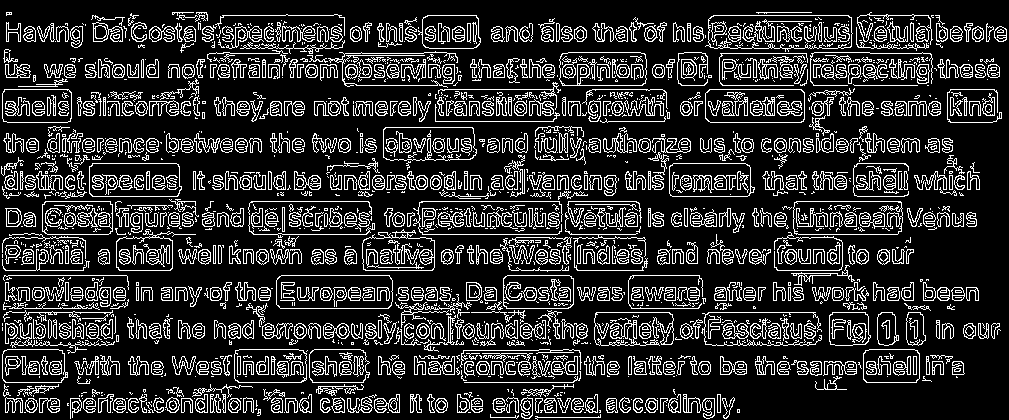 Having Da Costa's specimens of this shell, and also that of his Pectunculus Vetula before
us, we should not refrain from observing, that the opinion of Dr. Pultney respecting these
shells is incorrect; they are not merely transitions in growth, or varieties of the same kind,
the difference between the two is obvious, and fully authorize us to consider them as
distinct species. It should be understood in advancing this remark, that the shell which
Da Costa figures and describes, for Pectunculus Vetula is clearly the Linnaean Venus
Paphia, a shell well known as a native of the West Indies, and never found to our
knowledge in any of the European seas. Da Costa was aware, after his work had been
published, that he had erroneously confounded the variety of Fasciatus. Fig. 1, 1, in our
Plate, with the West Indian shell; he had conceived the latter to be the same shell in a
more perfect condition, and caused it to be engraved accordingly.